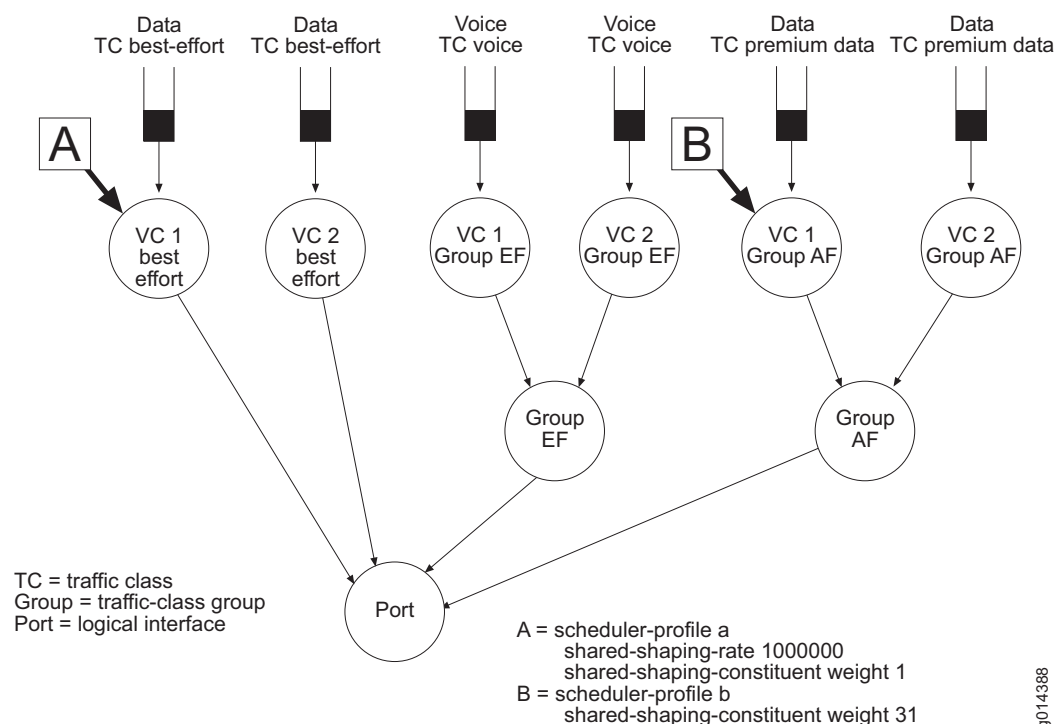 Data
TC best-effort
Data
TC best-effort
Voice
TC voice
Voice
TC voice
Data
TC premium data
Data
TC premium data
A
B
VC 1
best
effort
VC 2
best
effort
VC 1
Group EF
VC 2
Group EF
VC 1
Group AF
VC 2
Group AF
Group
EF
Group
AF
Port
TC = traffic class
Group = traffic-class group
Port = logical interface
A = scheduler-profile a
shared-shaping-rate 1000000
shared-shaping-constituent weight 1
B = scheduler-profile b
shared-shaping-constituent weight 31
g014388